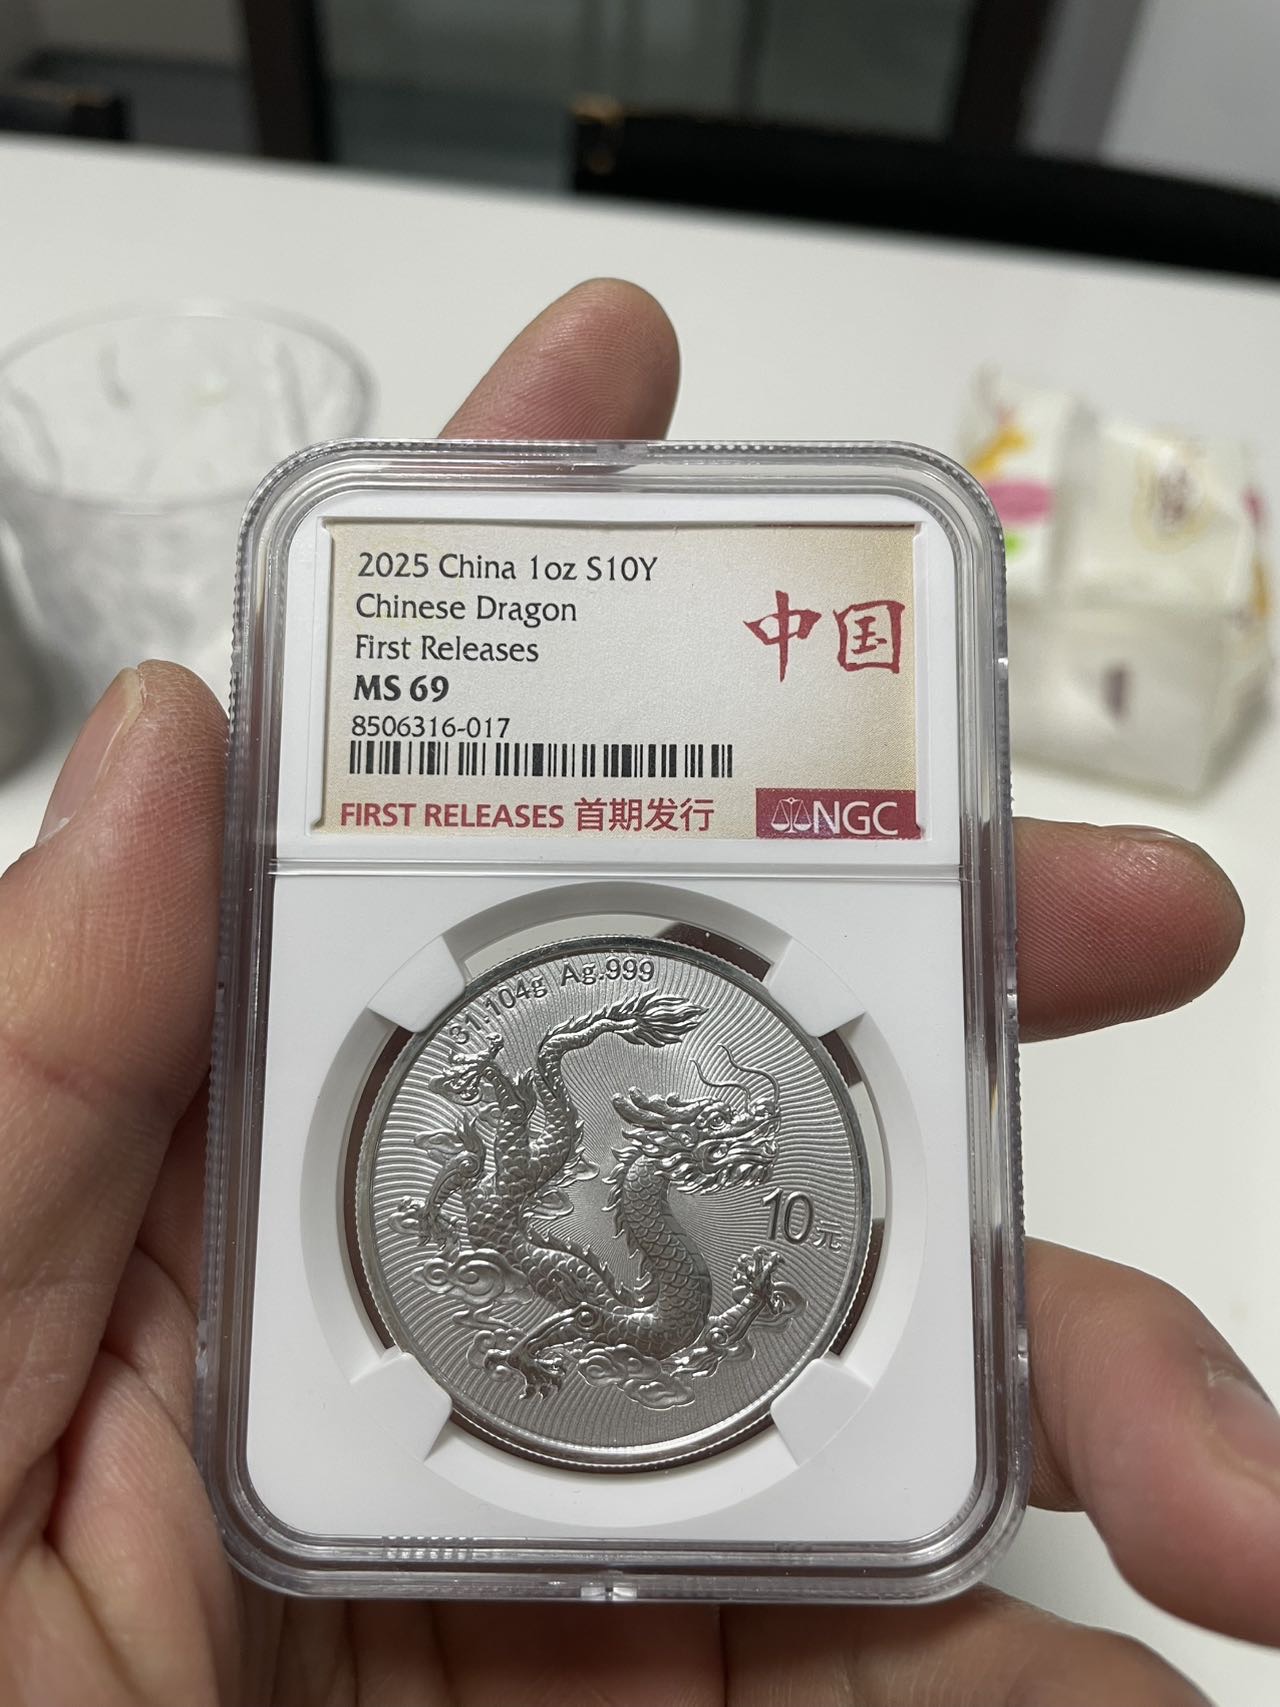 2025 China 1oz S10Y
Chinese Dragon
First Releases
MS 69
8506316-017
中国
FIRST RELEASES 首期发行
NGC
31.104g Ag.999
10元